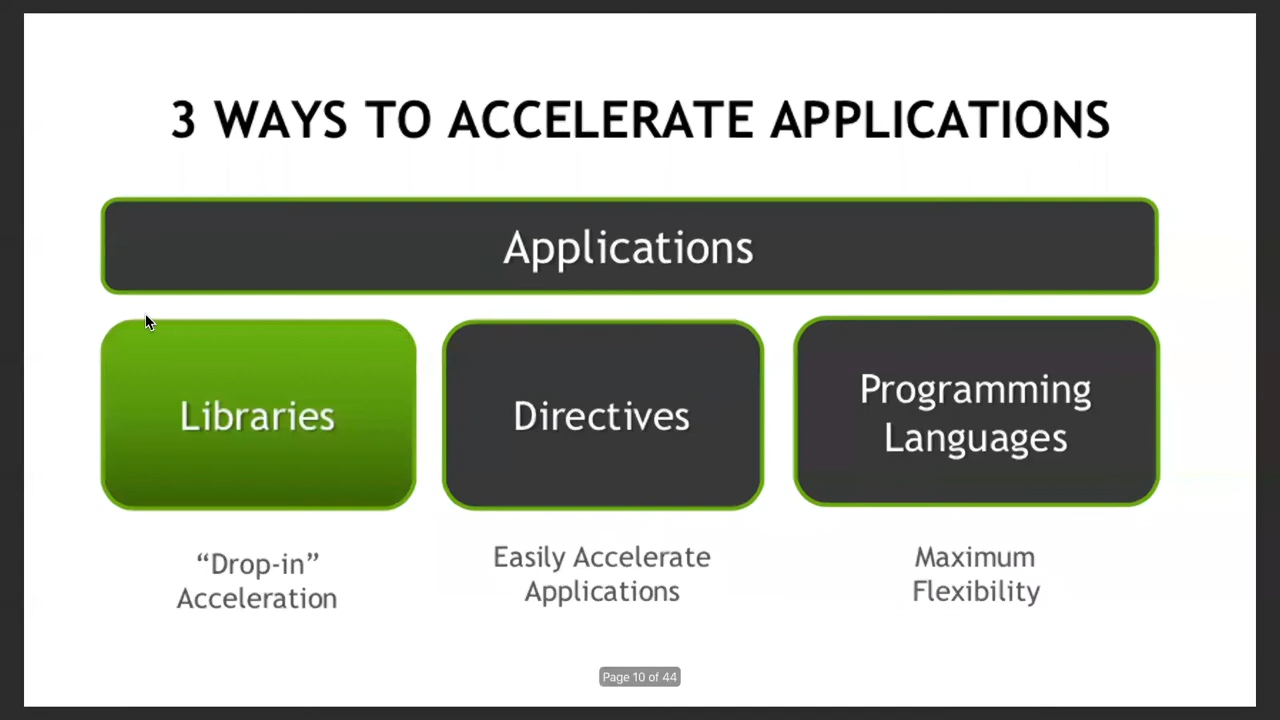 3 WAYS TO ACCELERATE APPLICATIONS
Applications
Libraries
Directives
Programming
Languages
“Drop-in”
Acceleration
Easily Accelerate
Applications
Maximum
Flexibility
Page 10 of 44